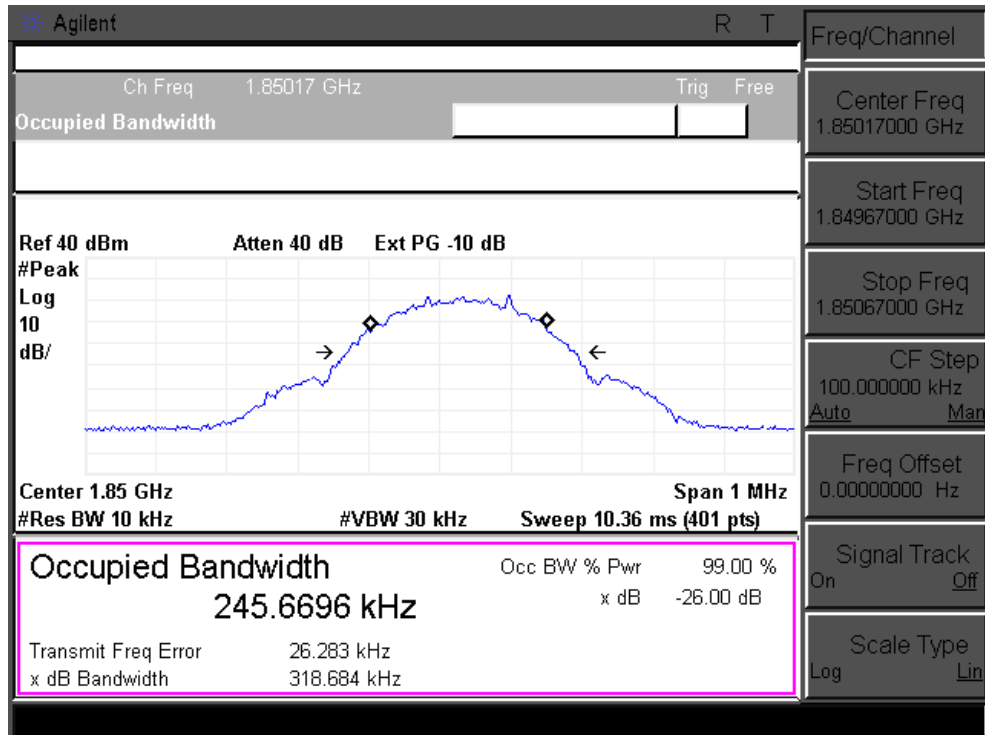 Agilent R T
Ch Freq 1.85017 GHz Trig Free
Occupied Bandwidth
Ref 40 dBm Atten 40 dB Ext PG -10 dB
#Peak
Log
10
dB/
Center 1.85 GHz Span 1 MHz
#Res BW 10 kHz #VBW 30 kHz Sweep 10.36 ms (401 pts)
Occupied Bandwidth
245.6696 kHz
Occ BW % Pwr 99.00 %
x dB -26.00 dB
Transmit Freq Error 26.283 kHz
x dB Bandwidth 318.684 kHz
Freq/Channel
Center Freq
1.85017000 GHz
Start Freq
1.84967000 GHz
Stop Freq
1.85067000 GHz
CF Step
100.000000 kHz
Auto Man
Freq Offset
0.00000000 Hz
Signal Track
On Off
Scale Type
Log Lin